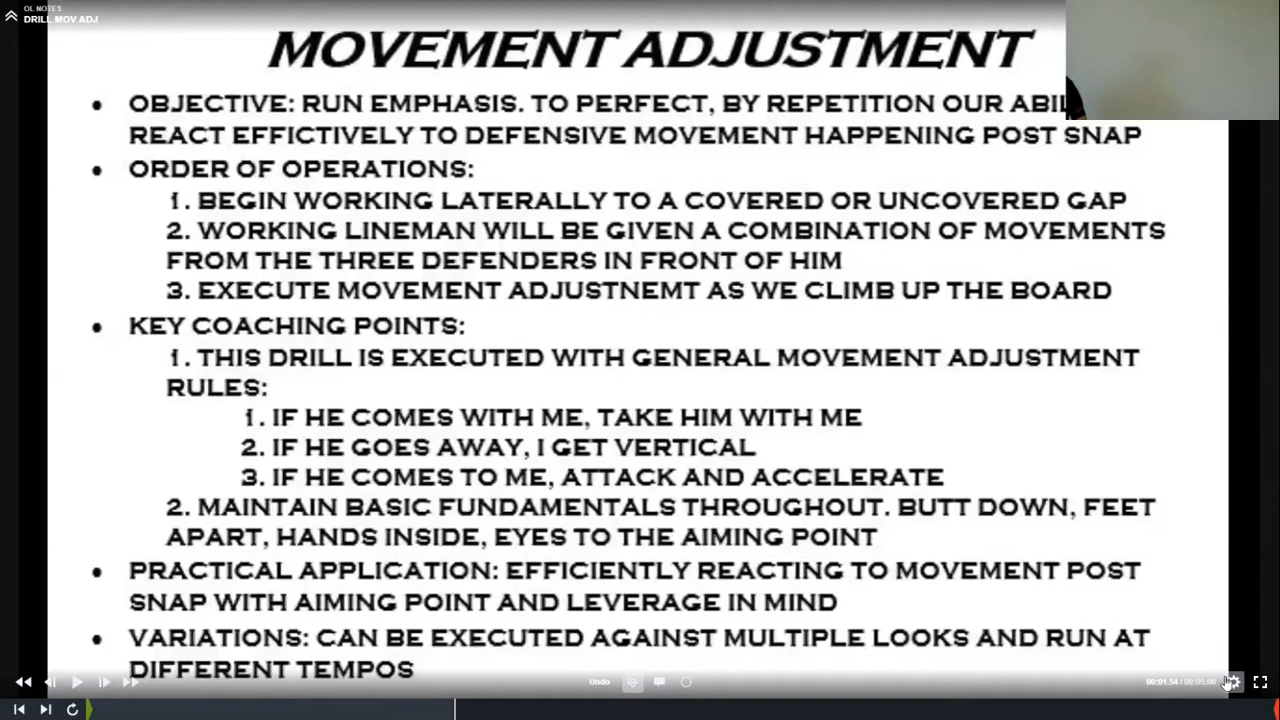 OL NOTES
DRILL MOV ADJ
MOVEMENT ADJUSTMENT
• OBJECTIVE: RUN EMPHASIS. TO PERFECT, BY REPETITION OUR
REACT EFFICTIVELY TO DEFENSIVE MOVEMENT HAPPENING POST SNAP
• ORDER OF OPERATIONS:
1. BEGIN WORKING LATERALLY TO A COVERED OR UNCOVERED GAP
2. WORKING LINEMAN WILL BE GIVEN A COMBINATION OF MOVEMENTS
FROM THE THREE DEFENDERS IN FRONT OF HIM
3. EXECUTE MOVEMENT ADJUSTNEMT AS WE CLIMB UP THE BOARD
• KEY COACHING POINTS:
1. THIS DRILL IS EXECUTED WITH GENERAL MOVEMENT ADJUSTMENT
RULES:
1. IF HE COMES WITH ME, TAKE HIM WITH ME
2. IF HE GOES AWAY, I GET VERTICAL
3. IF HE COMES TO ME, ATTACK AND ACCELERATE
2. MAINTAIN BASIC FUNDAMENTALS THROUGHOUT. BUTT DOWN, FEET
APART, HANDS INSIDE, EYES TO THE AIMING POINT
• PRACTICAL APPLICATION: EFFICIENTLY REACTING TO MOVEMENT POST
SNAP WITH AIMING POINT AND LEVERAGE IN MIND
• VARIATIONS: CAN BE EXECUTED AGAINST MULTIPLE LOOKS AND RUN AT
DIFFERENT TEMPOS
Undo
00:01.54 / 00:05.00